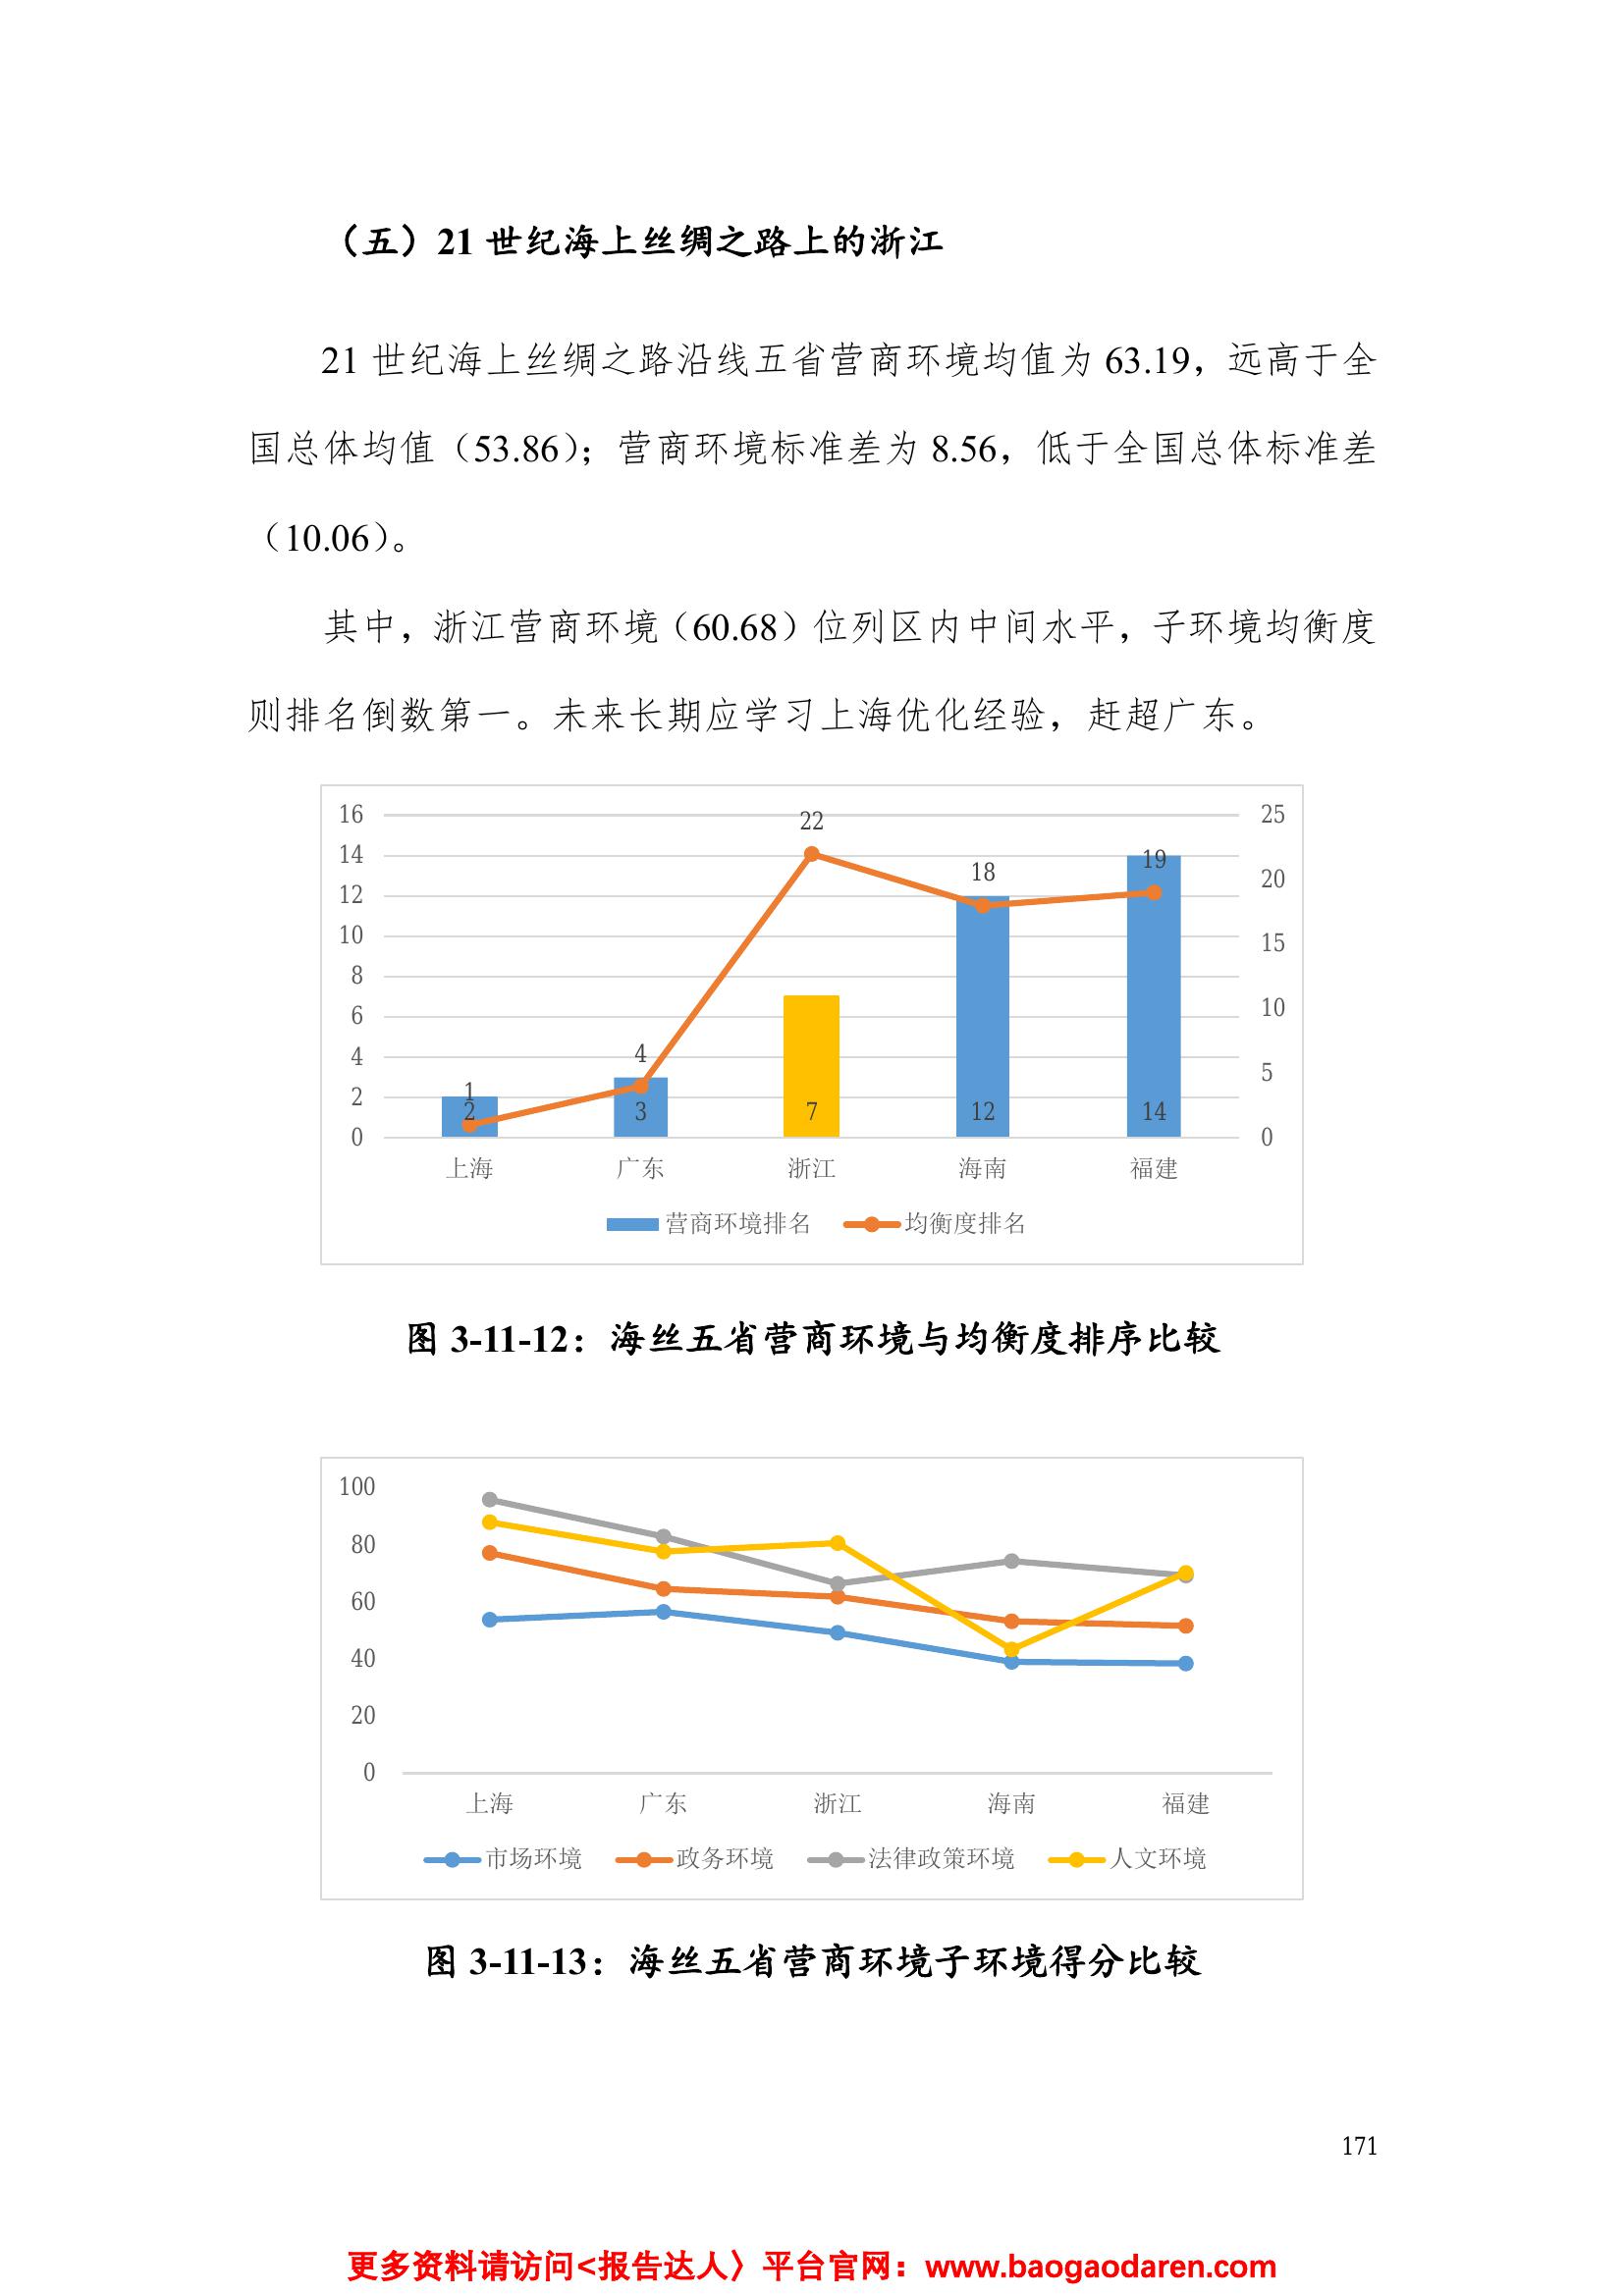 （五）21 世纪海上丝绸之路上的浙江
21 世纪海上丝绸之路沿线五省营商环境均值为 63.19，远高于全
国总体均值（53.86）；营商环境标准差为 8.56，低于全国总体标准差
（10.06）。
其中，浙江营商环境（60.68）位列区内中间水平，子环境均衡度
则排名倒数第一。未来长期应学习上海优化经验，赶超广东。
16
14
12
10
8
6
4
2
0
25
20
15
10
5
0
1
4
22
18
19
2
3
7
12
14
上海 广东 浙江 海南 福建
营商环境排名 均衡度排名
图 3-11-12：海丝五省营商环境与均衡度排序比较
100
80
60
40
20
0
上海 广东 浙江 海南 福建
市场环境 政务环境 法律政策环境 人文环境
图 3-11-13：海丝五省营商环境子环境得分比较
171
更多资料请访问<报告达人〉平台官网：www.baogaodaren.com